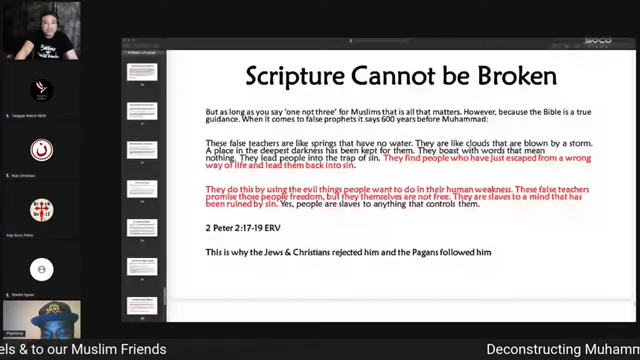 Scripture Cannot be Broken
But as long as you say 'one not three' for Muslims that is all that matters. However, because the Bible is a true
guidance. When it comes to false prophets it says 600 years before Muhammad:
These false teachers are like springs that have no water. They are like clouds that are blown by a storm.
A place in the deepest darkness has been kept for them. They boast with words that mean
nothing. They lead people into the trap of sin. They find people who have just escaped from a wrong
way of life and lead them back into sin.
They do this by using the evil things people want to do in their human weakness. These false teachers
promise those people freedom, but they themselves are not free. They are slaves to a mind that has
been ruined by sin. Yes, people are slaves to anything that controls them.
2 Peter 2:17-19 ERV
This is why the Jews & Christians rejected him and the Pagans followed him
Rob Christian
els & to our Muslim Friends
Deconstructing Muhamm